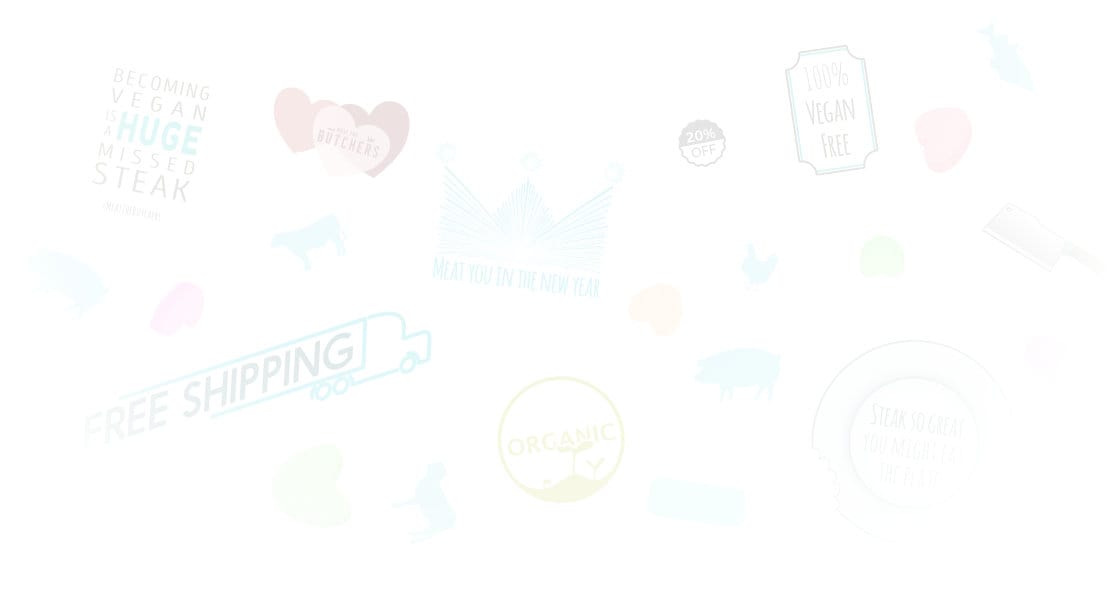 BECOMING
VEGAN
IS
A HUGE
MISSED
STEAK
BUTCHERS
20%
OFF
100%
VEGAN
FREE
MEAT YOU IN THE NEW YEAR
FREE SHIPPING
ORGANIC
STEAK SO GREAT
YOU MIGHT EAT
THE PLATE